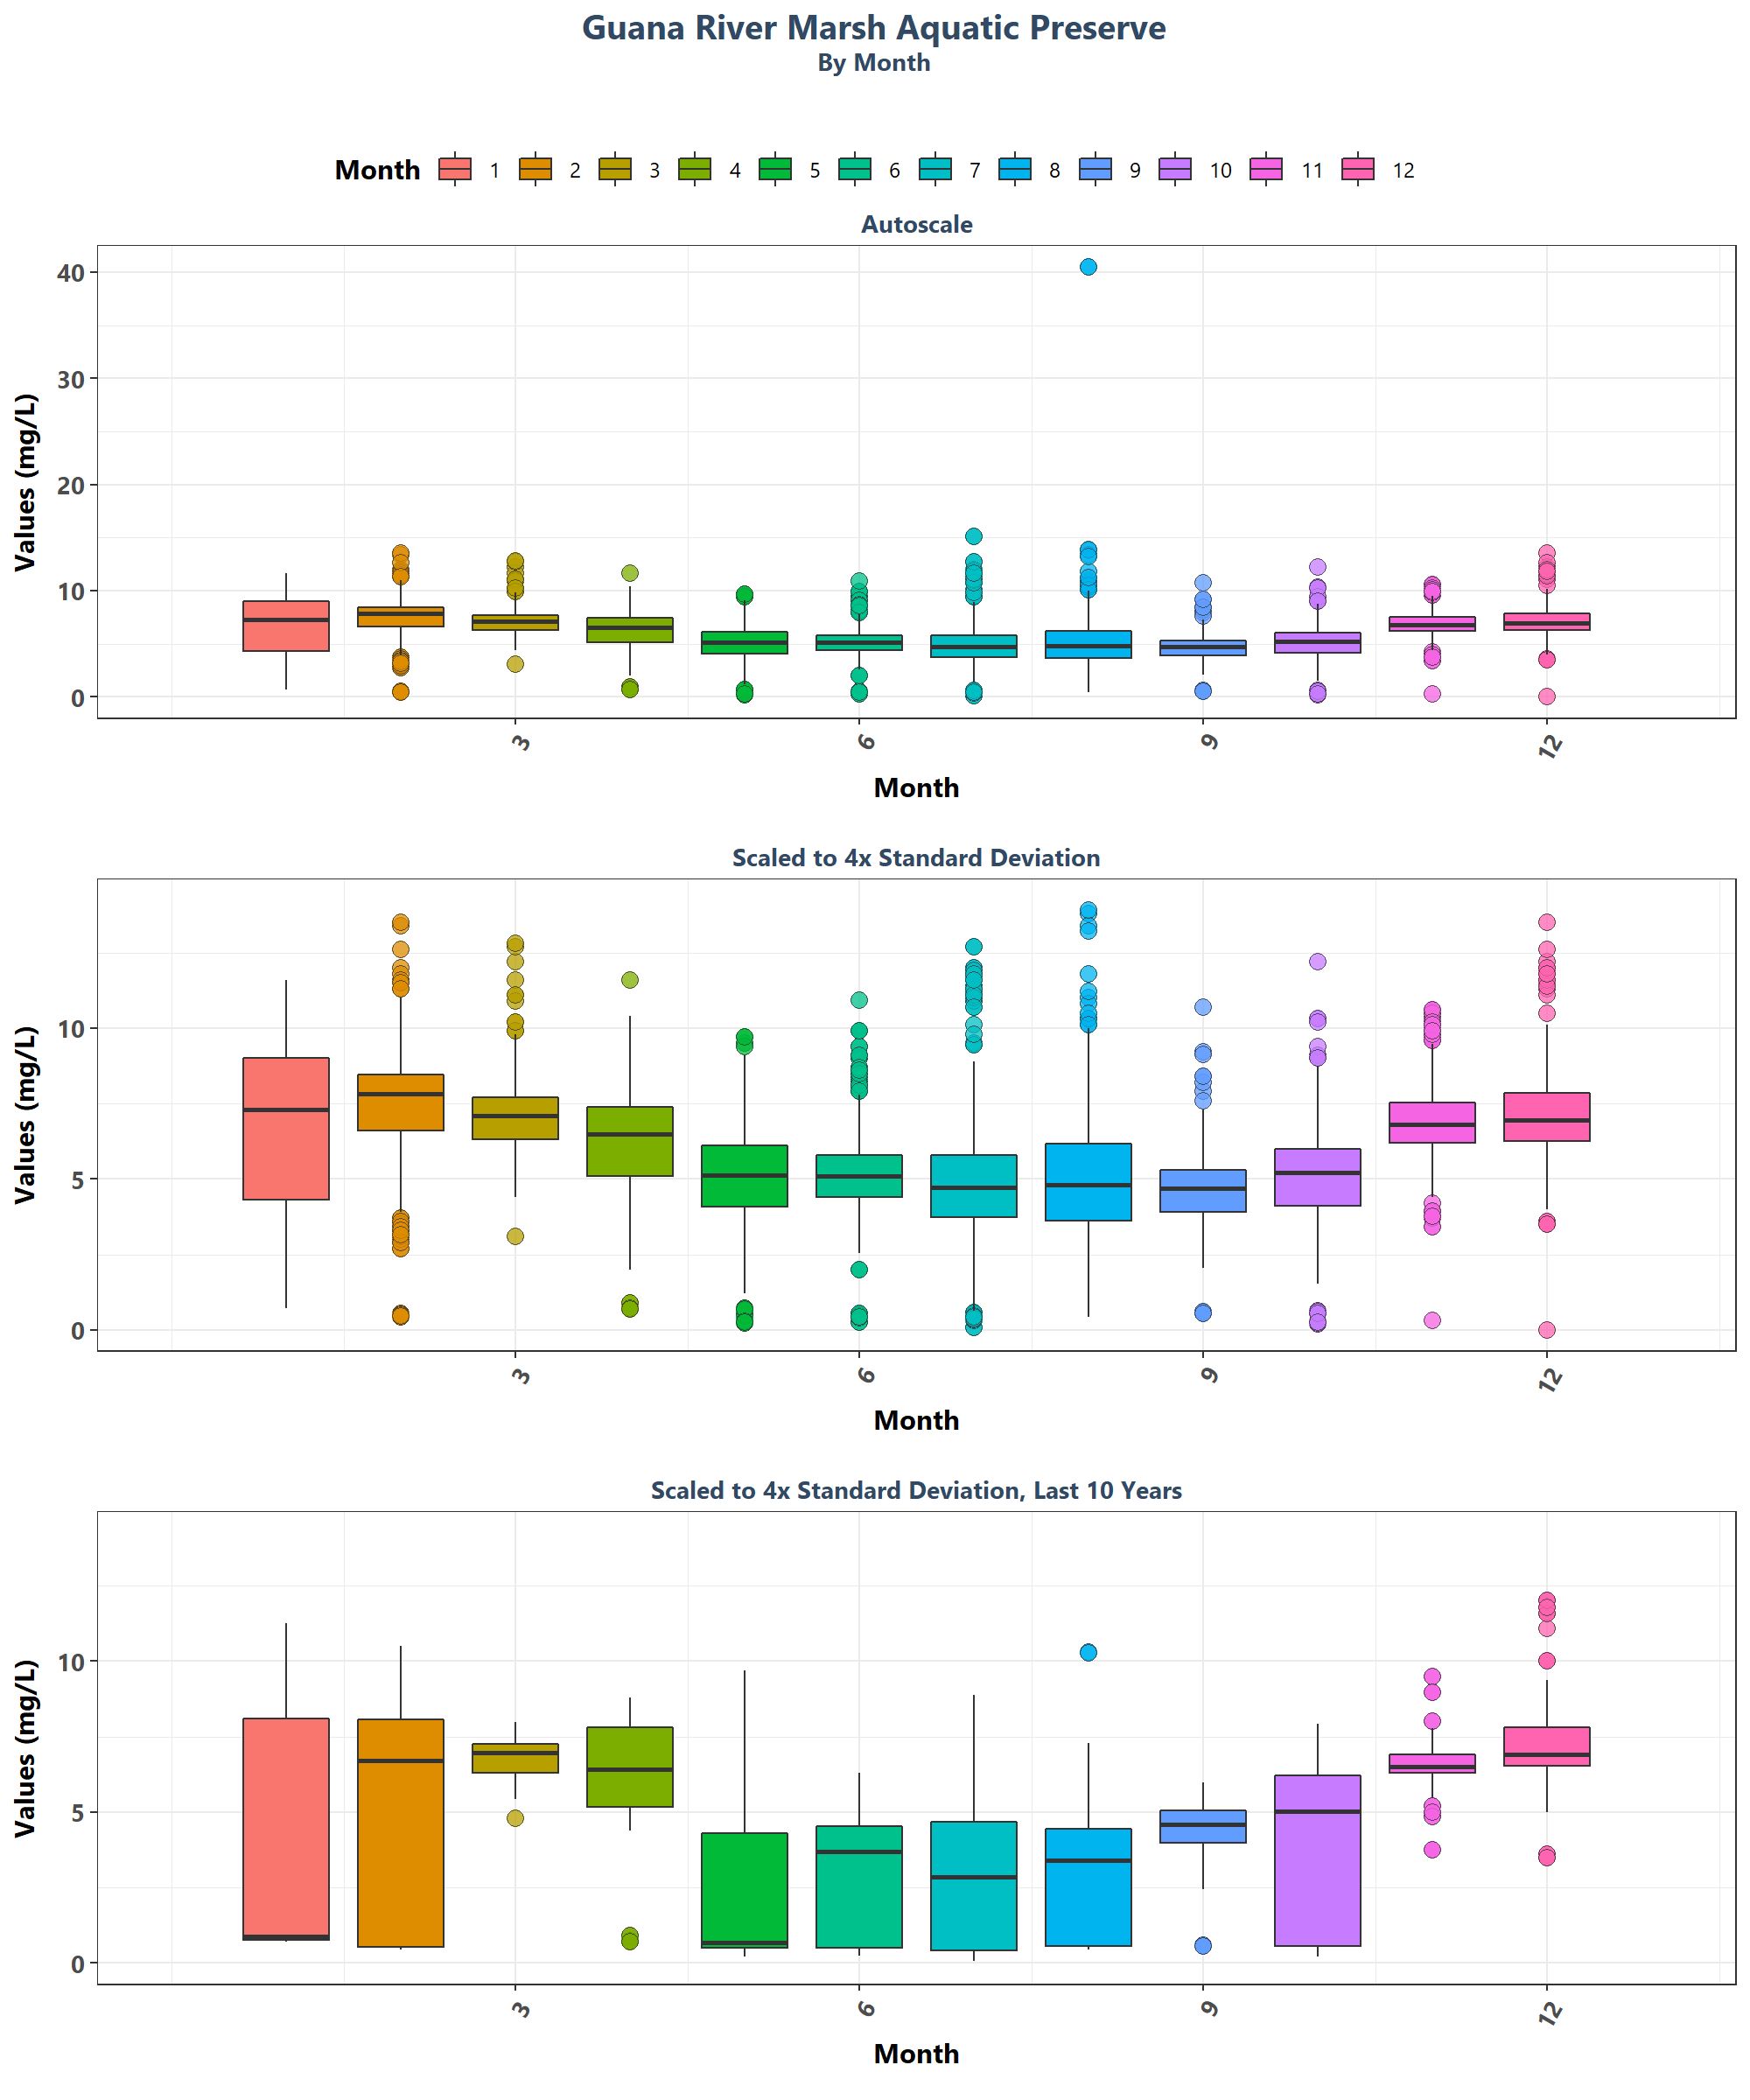 Guana River Marsh Aquatic Preserve
By Month
Month 1 2 3 4 5 6 7 8 9 10 11 12
Autoscale
Values (mg/L)
40
30
20
10
0
3 6 9 12
Month
Scaled to 4x Standard Deviation
Values (mg/L)
10
5
0
3 6 9 12
Month
Scaled to 4x Standard Deviation, Last 10 Years
Values (mg/L)
10
5
0
3 6 9 12
Month